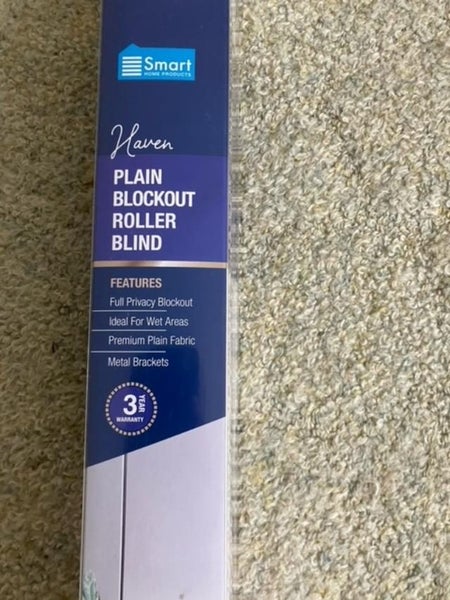 Smart
HOME PRODUCTS
Haven
PLAIN
BLOCKOUT
ROLLER
BLIND
FEATURES
Full Privacy Blockout
Ideal For Wet Areas
Premium Plain Fabric
Metal Brackets
3 YEAR
WARRANTY